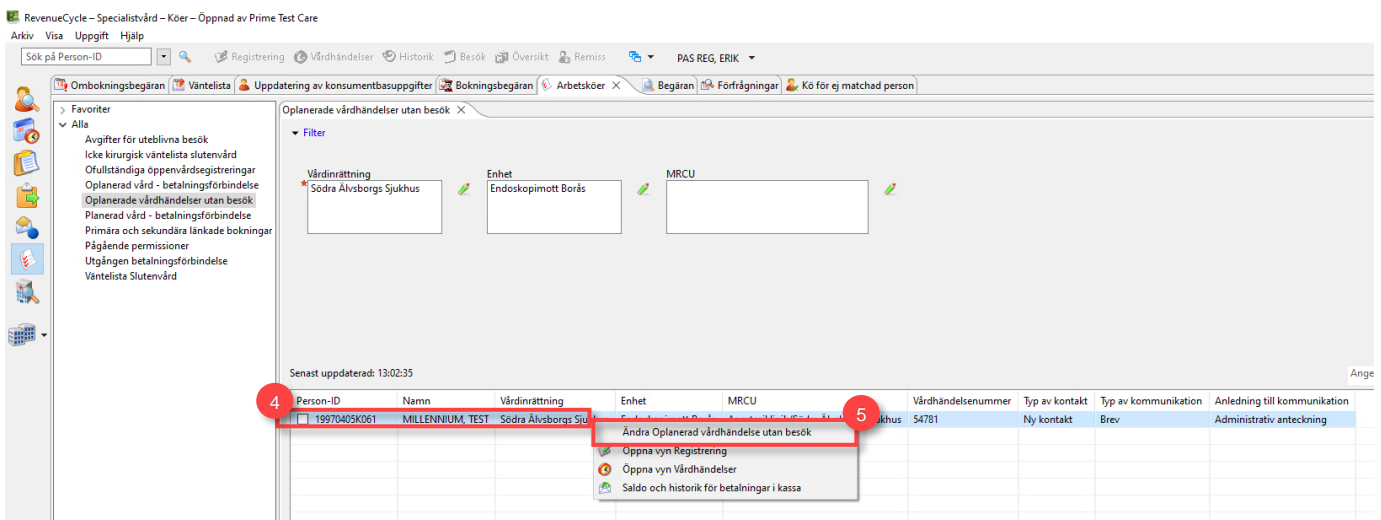 RevenueCycle – Specialistvård – Köer – Öppnad av Prime Test Care
Arkiv Visa Uppgift Hjälp
Sök på Person-ID Registrering Vårdhändelser Historik Besök Översikt Remiss PAS REG, ERIK
Ombokningsbegäran Väntelista Uppdatering av konsumentbasuppgifter Bokningsbegäran Arbetsköer Begäran Förfrågningar Kö för ej matchad person
Favoriter
Alla
Avgifter för uteblivna besök
Icke kirurgisk väntelista slutenvård
Ofullständiga öppenvårdsegistreringar
Oplanerad vård - betalningsförbindelse
Oplanerade vårdhändelser utan besök
Planerad vård - betalningsförbindelse
Primära och sekundära länkade bokningar
Pågående permissioner
Utgången betalningsförbindelse
Väntelista Slutenvård
Oplanerade vårdhändelser utan besök
Filter
Vårdinrättning Enhet MRCU
* Södra Älvsborgs Sjukhus Endoskopimott Borås
Senast uppdaterad: 13:02:35
Ange
4
Person-ID Namn Vårdinrättning Enhet MRCU Vårdhändelsenummer Typ av kontakt Typ av kommunikation Anledning till kommunikation
19970405K061 MILLENNIUM, TEST Södra Älvsborgs 54781 Ny kontakt Brev Administrativ anteckning
5
Ändra Oplanerad vårdhändelse utan besök
Öppna vyn Registrering
Öppna vyn Vårdhändelser
Saldo och historik för betalningar i kassa